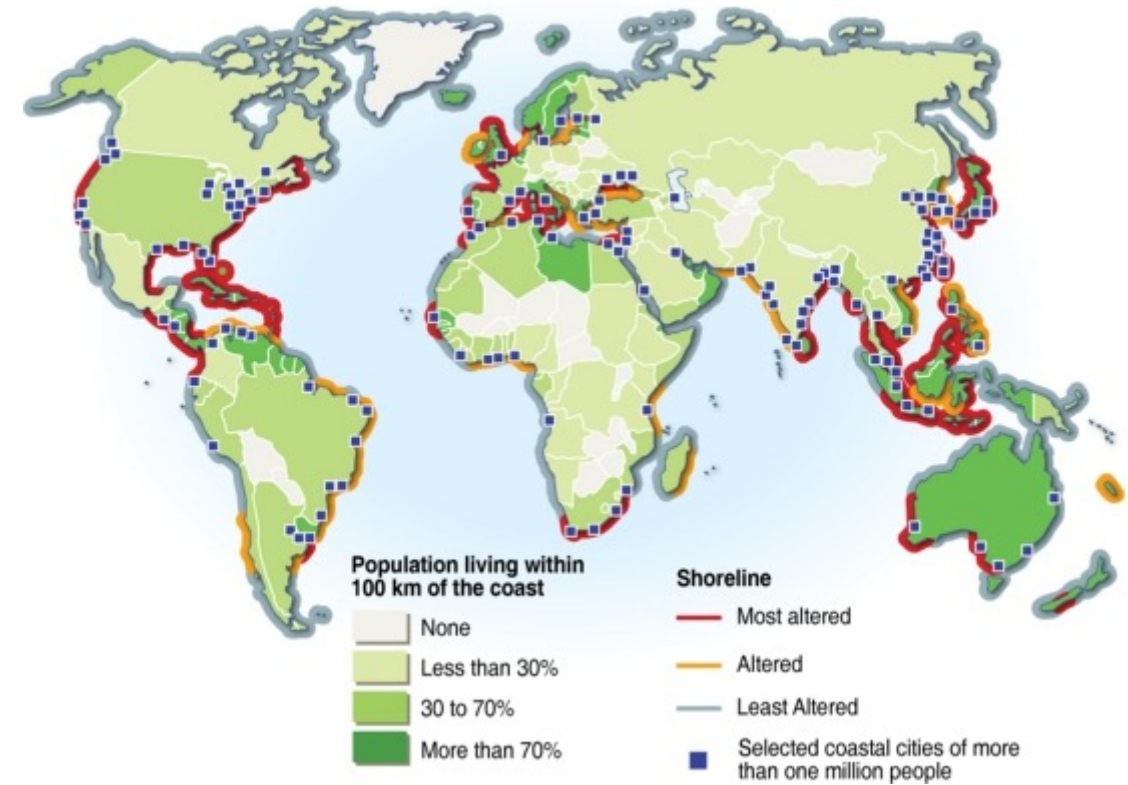 Population living within
100 km of the coast
None
Less than 30%
30 to 70%
More than 70%
Shoreline
Most altered
Altered
Least Altered
Selected coastal cities of more
than one million people